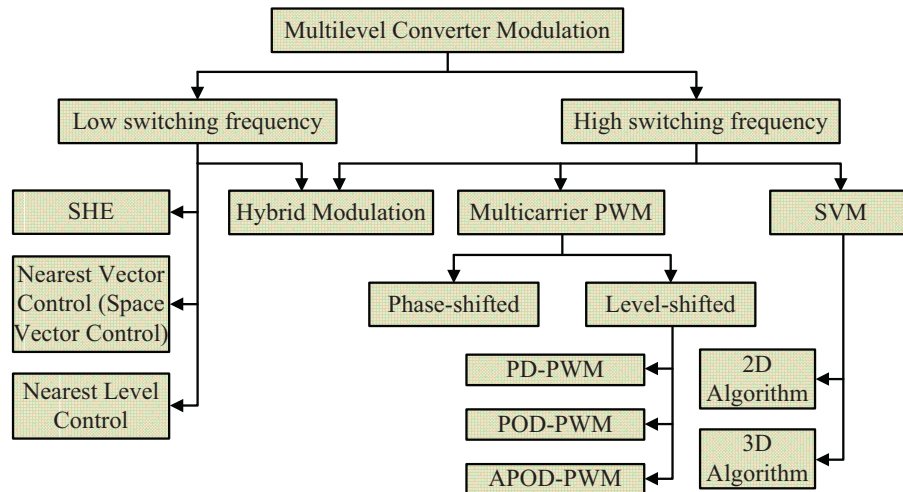 Multilevel Converter Modulation
Low switching frequency
High switching frequency
SHE
Hybrid Modulation
Multicarrier PWM
SVM
Nearest Vector
Control (Space
Vector Control)
Phase-shifted
Level-shifted
Nearest Level
Control
PD-PWM
POD-PWM
APOD-PWM
2D
Algorithm
3D
Algorithm